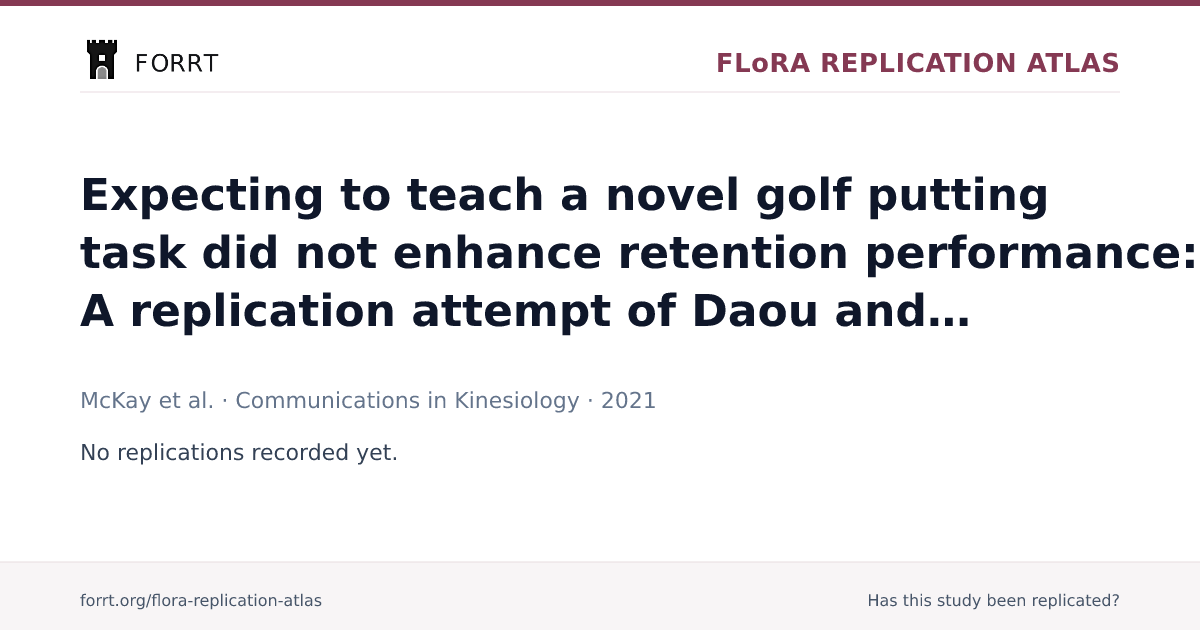 FORRT
FLoRA REPLICATION ATLAS
Expecting to teach a novel golf putting
task did not enhance retention performance:
A replication attempt of Daou and…
McKay et al. · Communications in Kinesiology · 2021
No replications recorded yet.
forrt.org/flora-replication-atlas
Has this study been replicated?